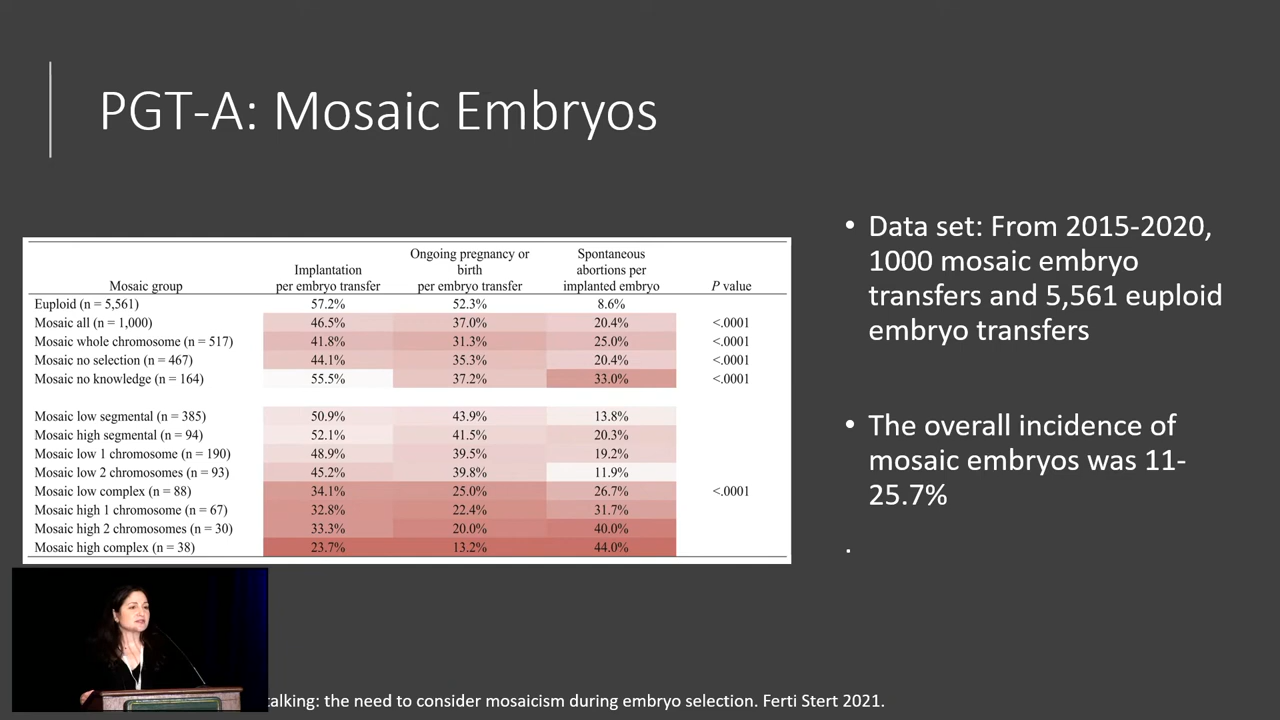 PGT-A: Mosaic Embryos
Mosaic group Implantation per embryo transfer Ongoing pregnancy or birth per embryo transfer Spontaneous abortions per implanted embryo P value
Euploid (n = 5,561) 57.2% 52.3% 8.6%
Mosaic all (n = 1,000) 46.5% 37.0% 20.4% <.0001
Mosaic whole chromosome (n = 517) 41.8% 31.3% 25.0% <.0001
Mosaic no selection (n = 467) 44.1% 35.3% 20.4% <.0001
Mosaic no knowledge (n = 164) 55.5% 37.2% 33.0% <.0001
Mosaic low segmental (n = 385) 50.9% 43.9% 13.8%
Mosaic high segmental (n = 94) 52.1% 41.5% 20.3%
Mosaic low 1 chromosome (n = 190) 48.9% 39.5% 19.2%
Mosaic low 2 chromosomes (n = 93) 45.2% 39.8% 11.9%
Mosaic low complex (n = 88) 34.1% 25.0% 26.7% <.0001
Mosaic high 1 chromosome (n = 67) 32.8% 22.4% 31.7%
Mosaic high 2 chromosomes (n = 30) 33.3% 20.0% 40.0%
Mosaic high complex (n = 38) 23.7% 13.2% 44.0%
• Data set: From 2015-2020,
1000 mosaic embryo
transfers and 5,561 euploid
embryo transfers
• The overall incidence of
mosaic embryos was 11-
25.7%
.
talking: the need to consider mosaicism during embryo selection. Ferti Stert 2021.